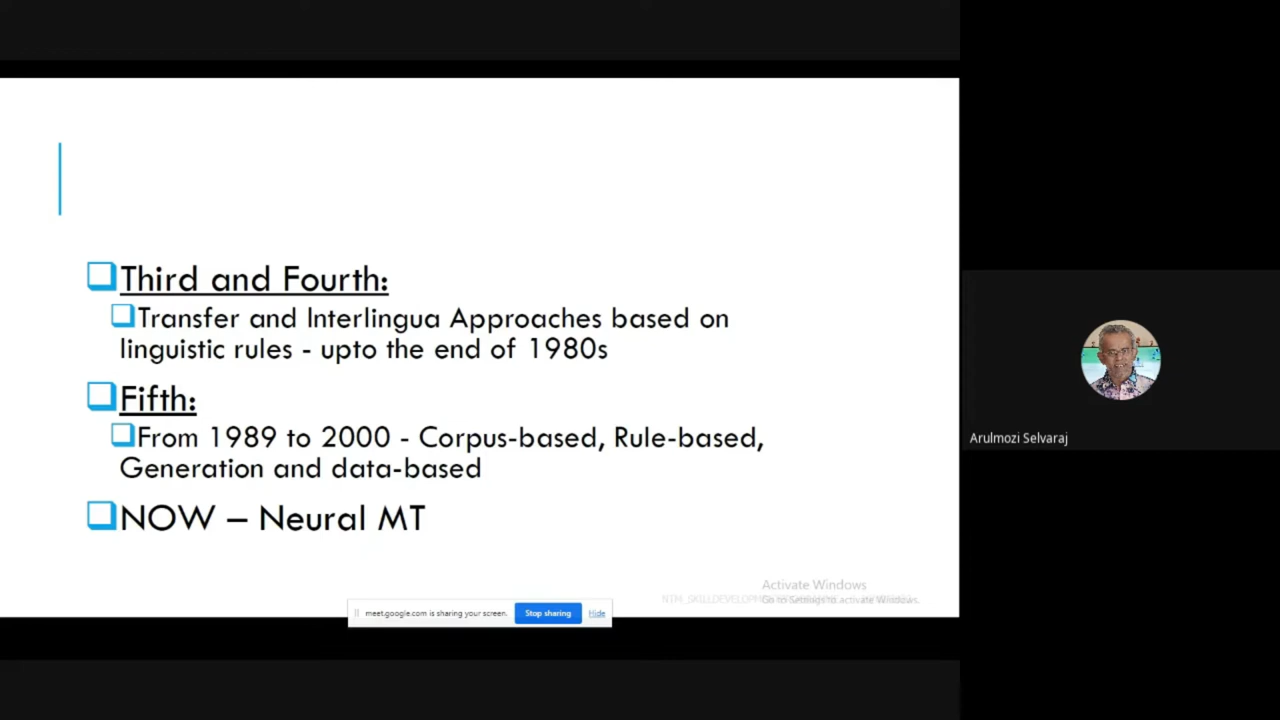 Third and Fourth:
Transfer and Interlingua Approaches based on
linguistic rules - upto the end of 1980s
Fifth:
From 1989 to 2000 - Corpus-based, Rule-based,
Generation and data-based
NOW – Neural MT
Activate Windows
Go to Settings to activate Windows.
meet.google.com is sharing your screen.
Stop sharing
Hide
Arulmozi Selvaraj